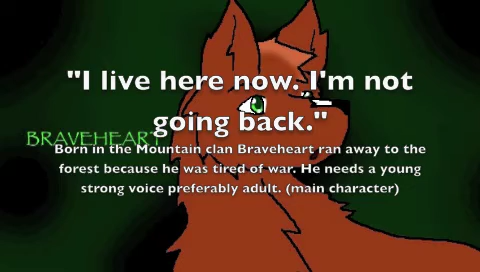 "I live here now. I'm not
going back."
BRAVEHEART
Born in the Mountain clan Braveheart ran away to the
forest because he was tired of war. He needs a young
strong voice preferably adult. (main character)